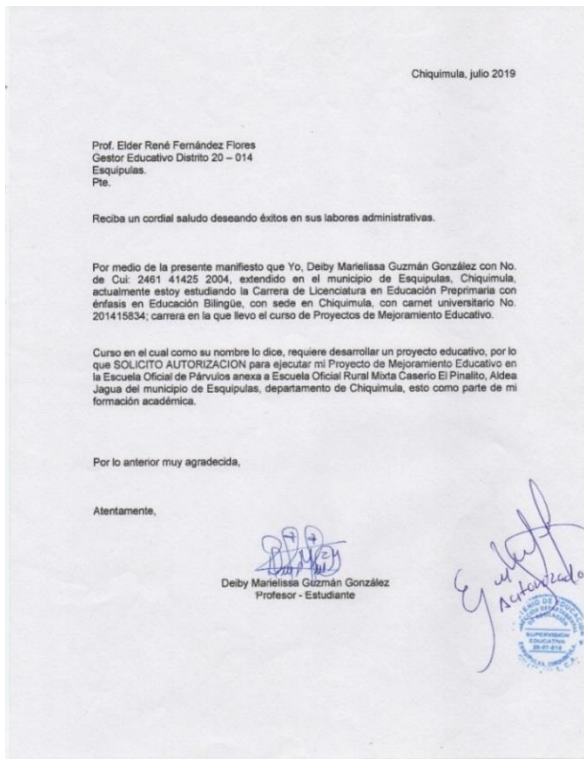 Chiquimula, julio 2019
Prof. Elder René Fernández Flores
Gestor Educativo Distrito 20 – 014
Esquipulas.
Pte.
Reciba un cordial saludo deseando éxitos en sus labores administrativas.
Por medio de la presente manifiesto que Yo, Deiby Marielissa Guzmán González con No.
de Cui: 2461 41425 2004, extendido en el municipio de Esquipulas, Chiquimula,
actualmente estoy estudiando la Carrera de Licenciatura en Educación Preprimaria con
énfasis en Educación Bilingüe, con sede en Chiquimula, con carnet universitario No.
201415834; carrera en la que llevo el curso de Proyectos de Mejoramiento Educativo.
Curso en el cual como su nombre lo dice, requiere desarrollar un proyecto educativo, por lo
que SOLICITO AUTORIZACION para ejecutar mi Proyecto de Mejoramiento Educativo en
la Escuela Oficial de Párvulos anexa a Escuela Oficial Rural Mixta Caserío El Pinalito, Aldea
Jagua del municipio de Esquipulas, departamento de Chiquimula, esto como parte de mi
formación académica.
Por lo anterior muy agradecida,
Atentamente,
Deiby Marielissa Guzmán González
Profesor - Estudiante
Autorizado
SUPERVISIÓN
EDUCATIVA